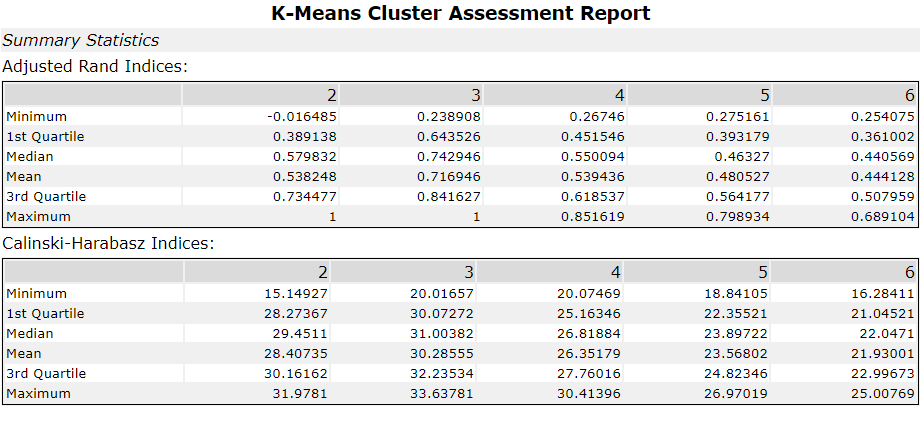 K-Means Cluster Assessment Report
Summary Statistics
Adjusted Rand Indices:
2 3 4 5 6
Minimum -0.016485 0.238908 0.26746 0.275161 0.254075
1st Quartile 0.389138 0.643526 0.451546 0.393179 0.361002
Median 0.579832 0.742946 0.550094 0.46327 0.440569
Mean 0.538248 0.716946 0.539436 0.480527 0.444128
3rd Quartile 0.734477 0.841627 0.618537 0.564177 0.507959
Maximum 1 1 0.851619 0.798934 0.689104
Calinski-Harabasz Indices:
2 3 4 5 6
Minimum 15.14927 20.01657 20.07469 18.84105 16.28411
1st Quartile 28.27367 30.07272 25.16346 22.35521 21.04521
Median 29.4511 31.00382 26.81884 23.89722 22.0471
Mean 28.40735 30.28555 26.35179 23.56802 21.93001
3rd Quartile 30.16162 32.23534 27.76016 24.82346 22.99673
Maximum 31.9781 33.63781 30.41396 26.97019 25.00769